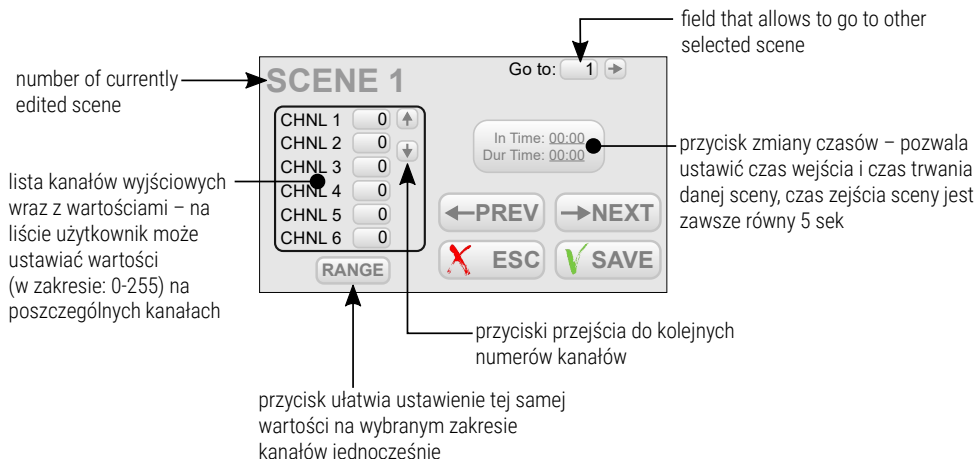 field that allows to go to other
selected scene
number of currently
edited scene
SCENE 1
Go to: 1
CHNL 1 0
CHNL 2 0
CHNL 3 0
CHNL 4 0
CHNL 5 0
CHNL 6 0
RANGE
In Time: 00:00
Dur Time: 00:00
PREV
NEXT
ESC
SAVE
przycisk zmiany czasów – pozwala
ustawić czas wejścia i czas trwania
danej sceny, czas zejścia sceny jest
zawsze równy 5 sek
lista kanałów wyjściowych
wraz z wartościami – na
liście użytkownik może
ustawiać wartości
(w zakresie: 0-255) na
poszczególnych kanałach
przyciski przejścia do kolejnych
numerów kanałów
przycisk ułatwia ustawienie tej samej
wartości na wybranym zakresie
kanałów jednocześnie